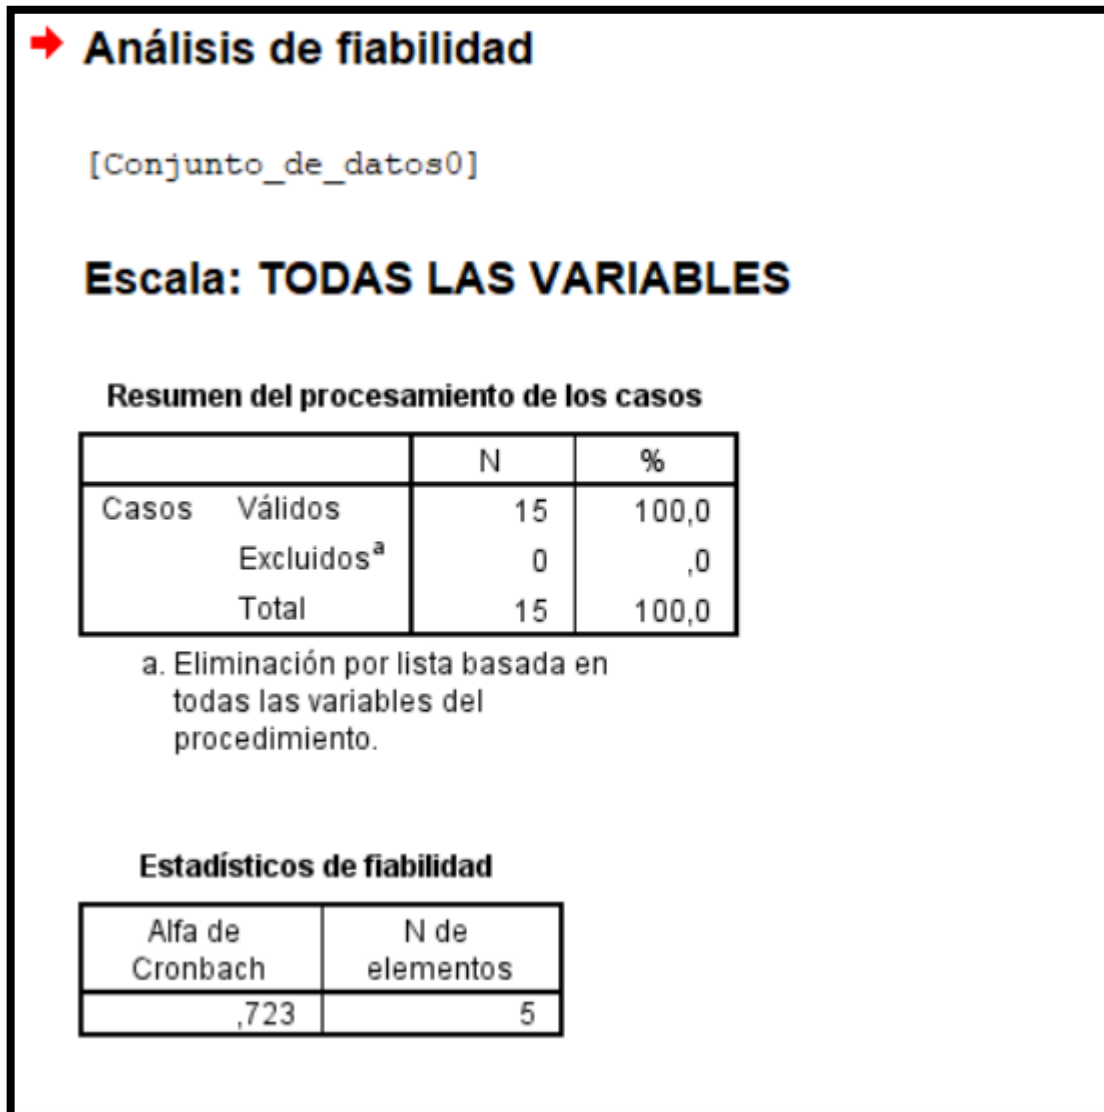 Análisis de fiabilidad
[Conjunto_de_datos0]
Escala: TODAS LAS VARIABLES
Resumen del procesamiento de los casos
N %
Casos Válidos 15 100,0
Excluidosª 0 ,0
Total 15 100,0
a. Eliminación por lista basada en
todas las variables del
procedimiento.
Estadísticos de fiabilidad
Alfa de N de
Cronbach elementos
,723 5